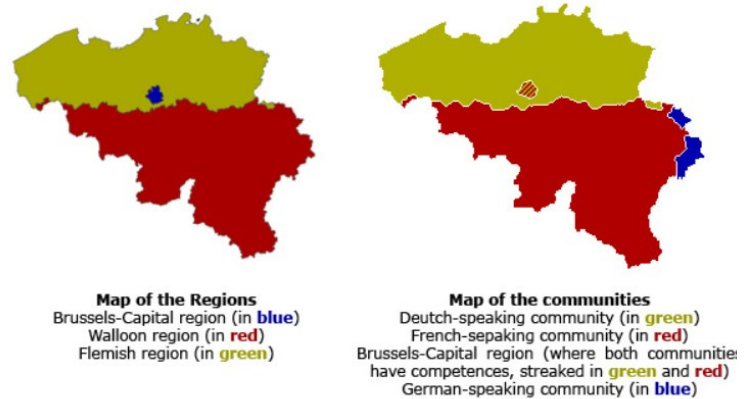 Map of the Regions
Brussels-Capital region (in blue)
Walloon region (in red)
Flemish region (in green)
Map of the communities
Deutch-speaking community (in green)
French-sepaking community (in red)
Brussels-Capital region (where both communities
have competences, streaked in green and red)
German-speaking community (in blue)